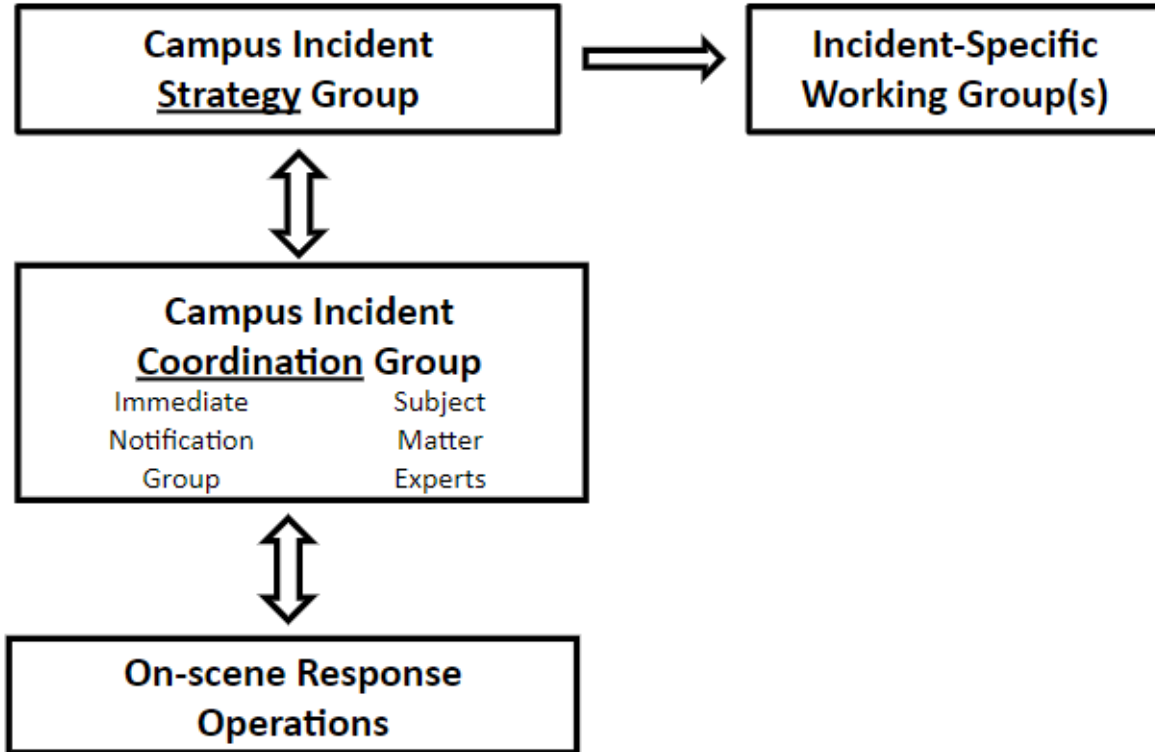 Campus Incident
Strategy Group
Incident-Specific
Working Group(s)
Campus Incident
Coordination Group
Immediate
Notification
Group
Subject
Matter
Experts
On-scene Response
Operations